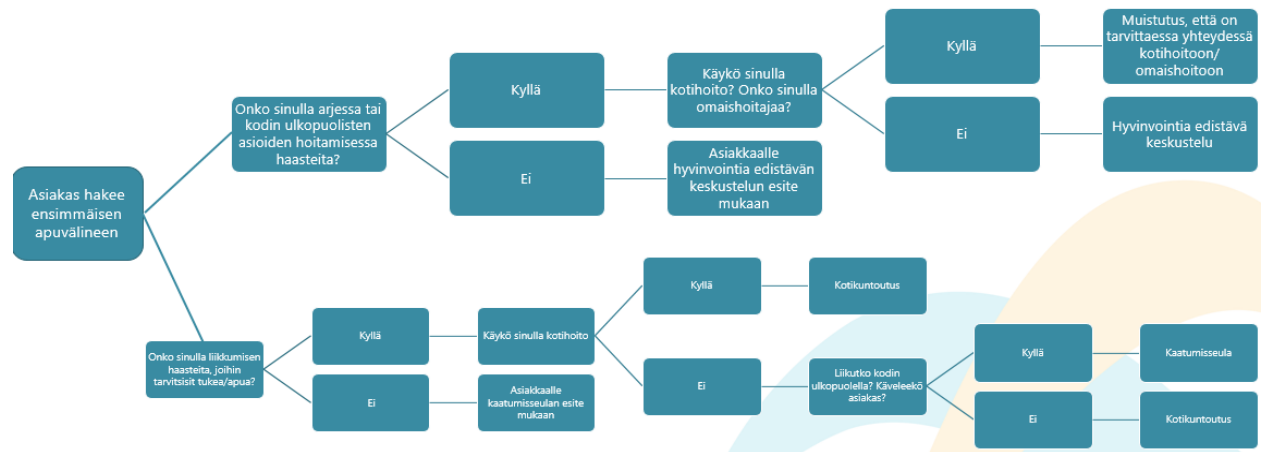 Asiakas hakee
ensimmäisen
apuvälineen
Onko sinulla arjessa tai
kodin ulkopuolisten
asioiden hoitamisessa
haasteita?
Kyllä
Käykö sinulla
kotihoito? Onko sinulla
omaishoitajaa?
Kyllä
Muistutus, että on
tarvittaessa yhteydessä
kotihoitoon/
omaishoitoon
Ei
Hyvinvointia edistävä
keskustelu
Ei
Asiakkaalle
hyvinvointia edistävän
keskustelun esite
mukaan
Onko sinulla liikkumisen
haasteita, joihin
tarvitsisit tukea/apua?
Kyllä
Käykö sinulla kotihoito
Kyllä
Kotikuntoutus
Ei
Liikutko kodin
ulkopuolella? Käveleekö
asiakas?
Kyllä
Kaatumisseula
Ei
Kotikuntoutus
Ei
Asiakkaalle
kaatumisseulan esite
mukaan